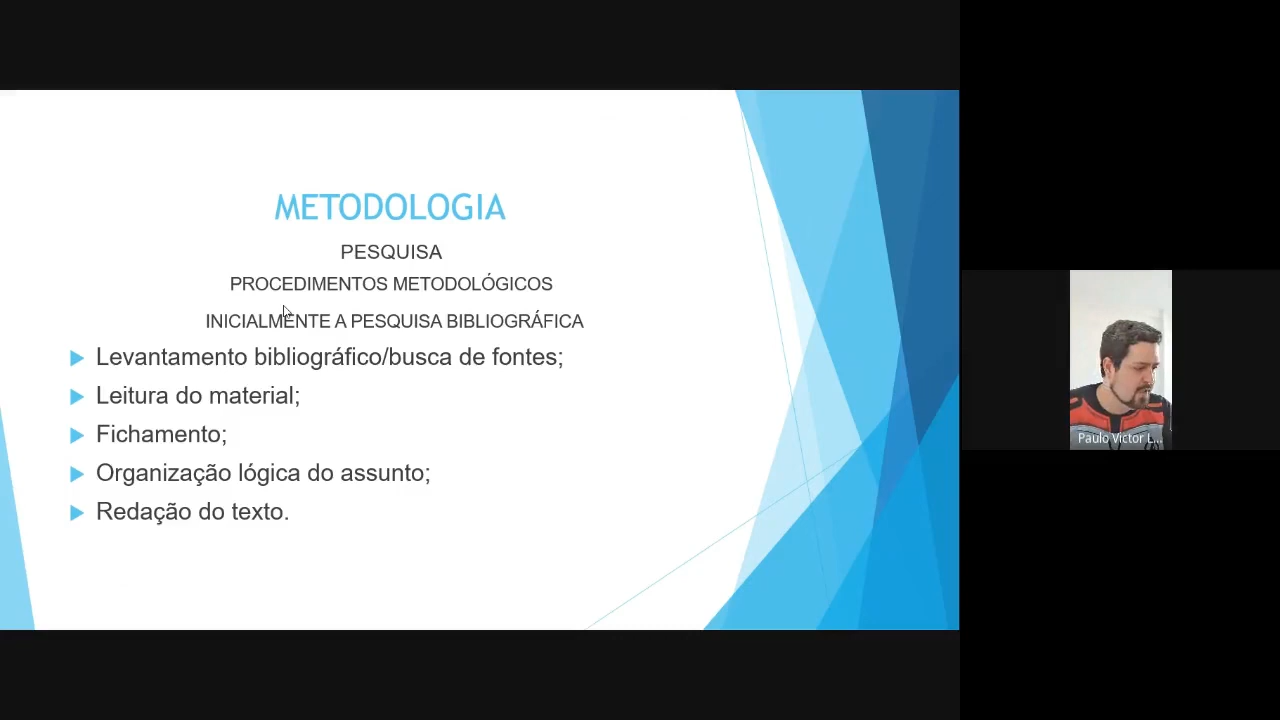 METODOLOGIA
PESQUISA
PROCEDIMENTOS METODOLÓGICOS
INICIALMENTE A PESQUISA BIBLIOGRÁFICA
Levantamento bibliográfico/busca de fontes;
Leitura do material;
Fichamento;
Organização lógica do assunto;
Redação do texto.
Paulo Victor L...